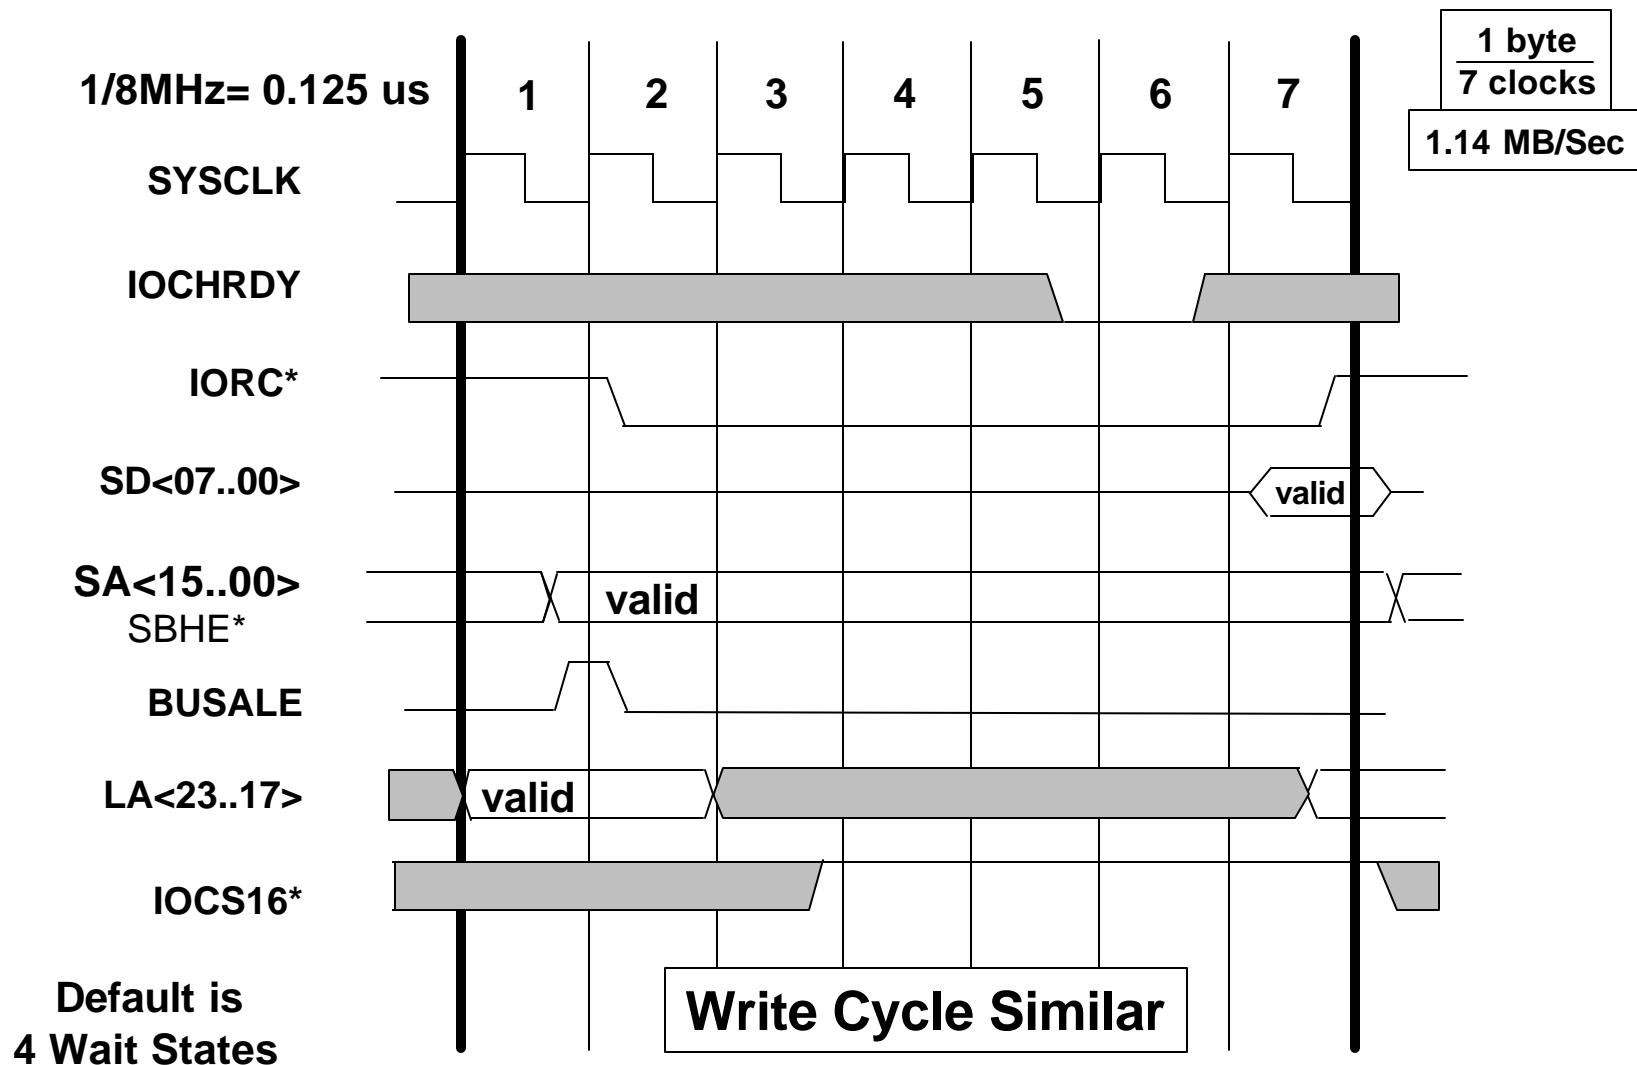 1 byte
7 clocks
1/8MHz= 0.125 us
1 2 3 4 5 6 7
1.14 MB/Sec
SYSCLK
IOCHRDY
IORC*
SD<07..00>
valid
SA<15..00>
valid
SBHE*
BUSALE
LA<23..17>
valid
IOCS16*
Default is
4 Wait States
Write Cycle Similar